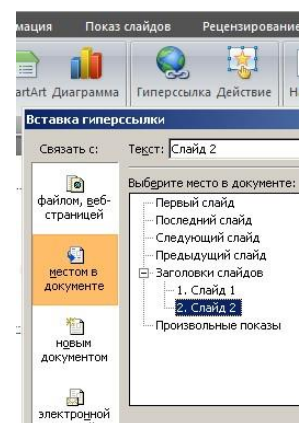 мация Показ слайдов Рецензирование
artArt Диаграмма Гиперссылка Действие
Вставка гиперссылки
Связать с: Текст: Слайд 2
Выберите место в документе:
файлом, веб-
страницей
Первый слайд
Последний слайд
Следующий слайд
Предыдущий слайд
Заголовки слайдов
1. Слайд 1
2. Слайд 2
Произвольные показы
местом в
документе
новым
документом
электронной